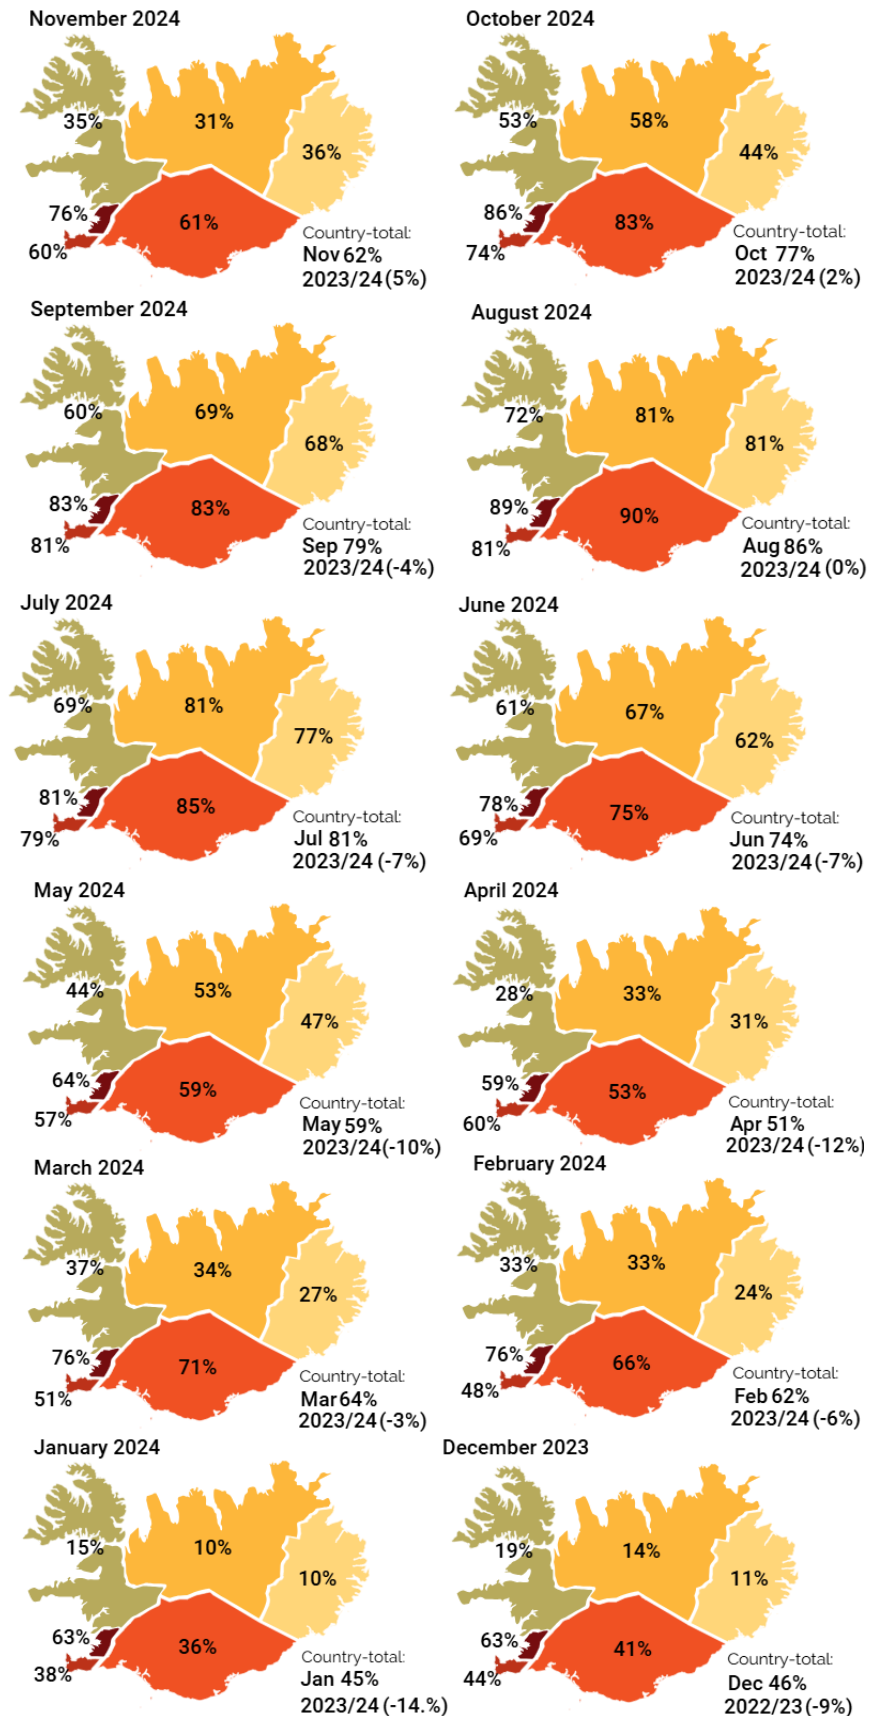 November 2024
35%
31%
36%
76%
61%
60%
Country-total:
Nov 62%
2023/24 (5%)
October 2024
53%
58%
44%
86%
83%
74%
Country-total:
Oct 77%
2023/24 (2%)
September 2024
60%
69%
68%
83%
83%
81%
Country-total:
Sep 79%
2023/24 (-4%)
August 2024
72%
81%
81%
89%
90%
81%
Country-total:
Aug 86%
2023/24 (0%)
July 2024
69%
81%
77%
81%
85%
79%
Country-total:
Jul 81%
2023/24 (-7%)
June 2024
61%
67%
62%
78%
75%
69%
Country-total:
Jun 74%
2023/24 (-7%)
May 2024
44%
53%
47%
64%
59%
57%
Country-total:
May 59%
2023/24 (-10%)
April 2024
28%
33%
31%
59%
53%
60%
Country-total:
Apr 51%
2023/24 (-12%)
March 2024
37%
34%
27%
76%
71%
51%
Country-total:
Mar 64%
2023/24 (-3%)
February 2024
33%
33%
24%
76%
66%
48%
Country-total:
Feb 62%
2023/24 (-6%)
January 2024
15%
10%
10%
63%
36%
38%
Country-total:
Jan 45%
2023/24 (-14.%)
December 2023
19%
14%
11%
63%
41%
44%
Country-total:
Dec 46%
2022/23 (-9%)